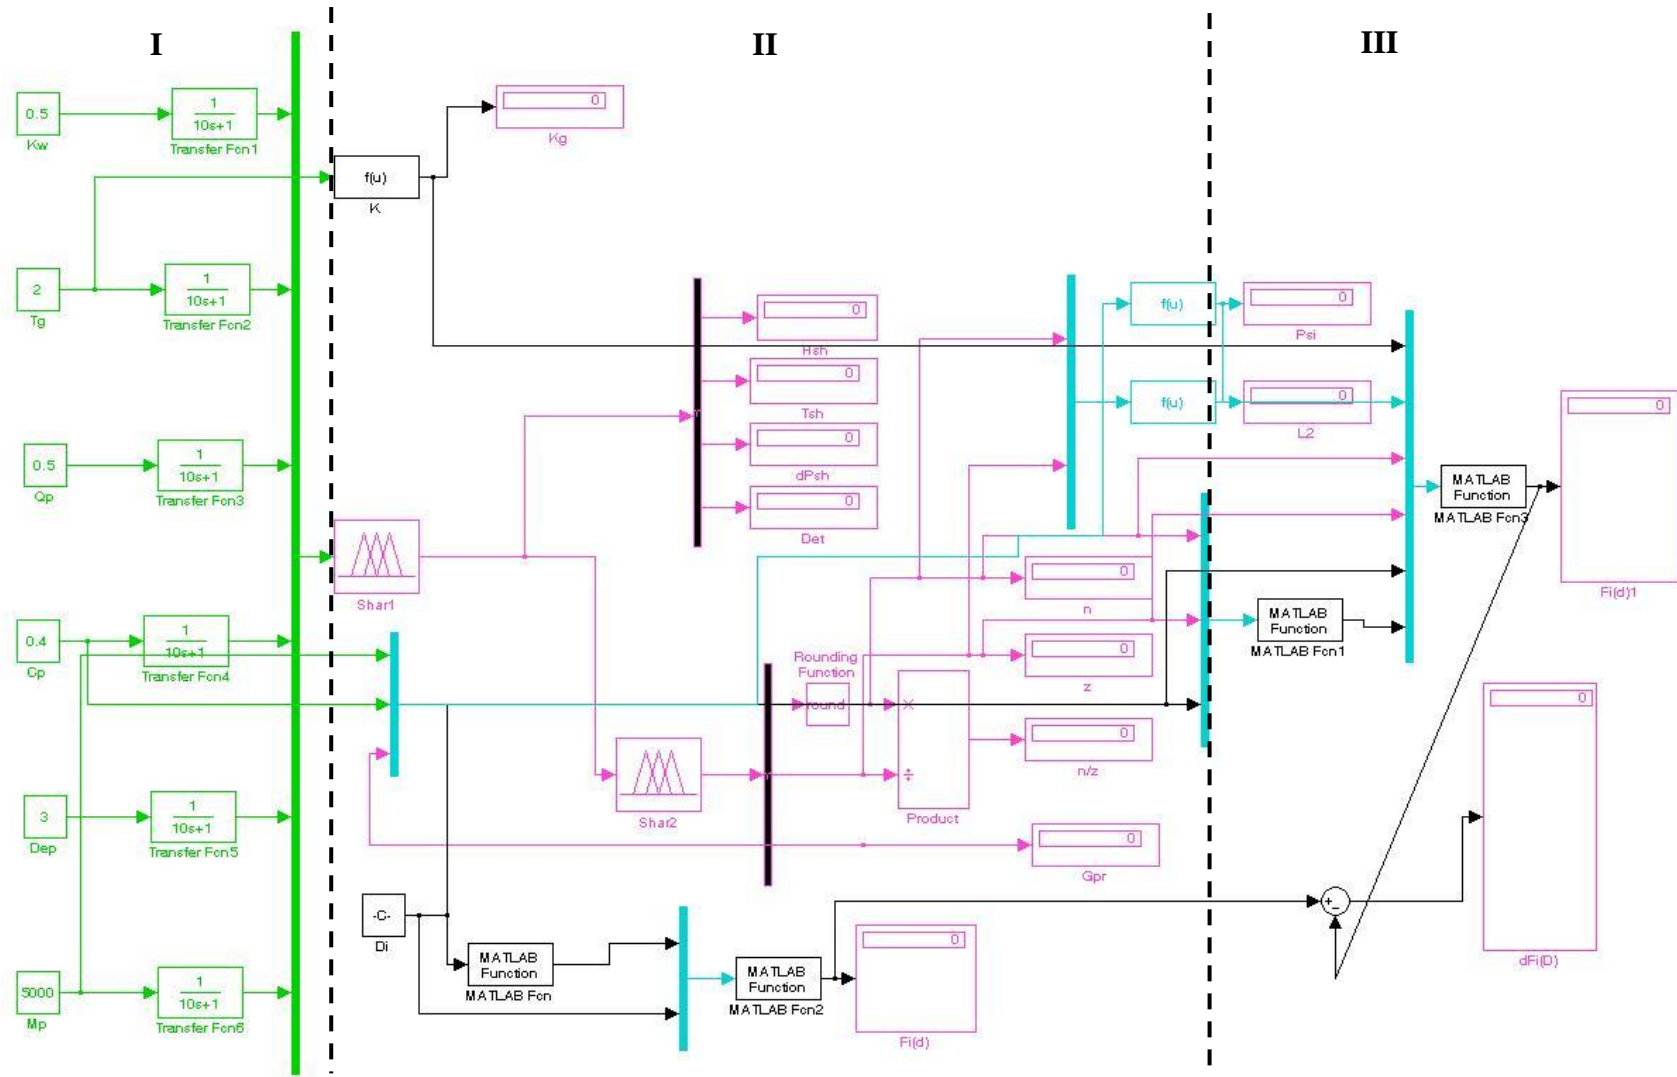 I
II
III
0.5
Kw
1
10s+1
Transfer Fcn1
0
Kg
f(u)
K
2
Tg
1
10s+1
Transfer Fcn2
0
Hsh
0
Tsh
0
dPsh
0
Det
f(u)
0
Psi
f(u)
0
L2
0.5
Qp
1
10s+1
Transfer Fcn3
Shar1
MATLAB
Function
MATLAB Fcn3
0
Fi(d)1
0
n
0.4
Cp
1
10s+1
Transfer Fcn4
Rounding
Function
round
0
z
MATLAB
Function
MATLAB Fcn1
×
÷
Product
0
n/z
Shar2
3
Dep
1
10s+1
Transfer Fcn5
0
Gpr
0
dFi(D)
-C-
Di
MATLAB
Function
MATLAB Fcn
MATLAB
Function
MATLAB Fcn2
0
Fi(d)
+
−
5000
Mp
1
10s+1
Transfer Fcn6